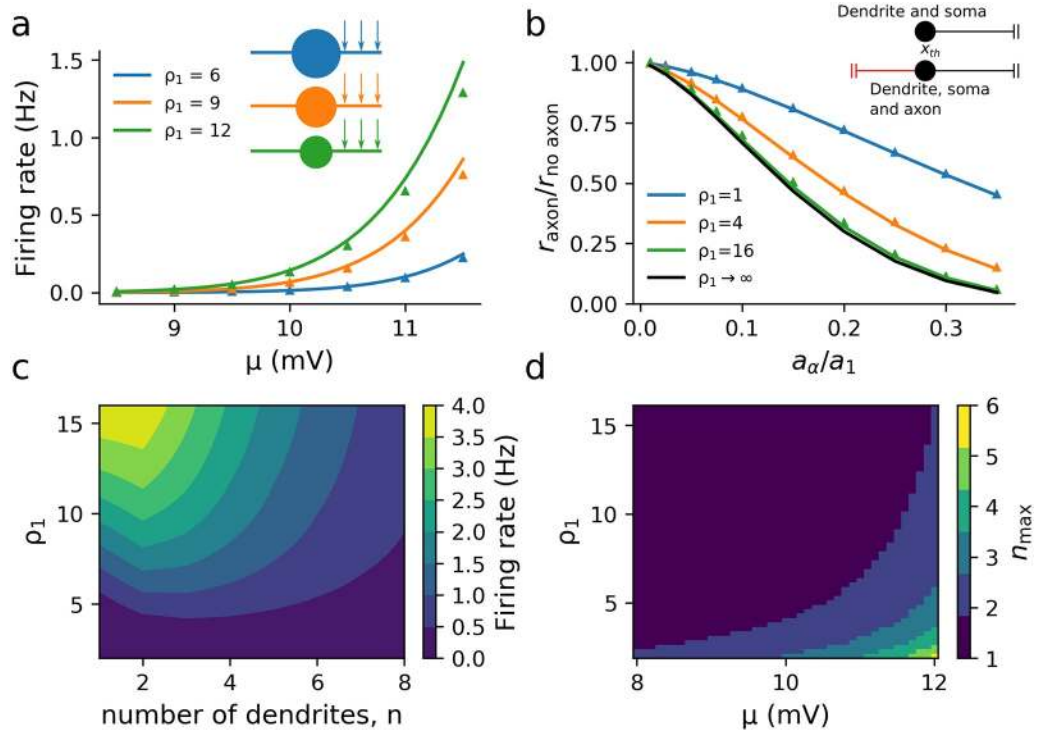 a
Firing rate (Hz)
1.5
1.0
0.5
0.0
ρ₁ = 6
ρ₁ = 9
ρ₁ = 12
9
10
11
μ (mV)
b
r_axon/r_no axon
1.00
0.75
0.50
0.25
0.00
Dendrite and soma
x_th
Dendrite, soma
and axon
ρ₁=1
ρ₁=4
ρ₁=16
ρ₁→∞
0.0
0.1
0.2
0.3
a_α/a₁
c
ρ₁
15
10
5
2
4
6
8
number of dendrites, n
4.0
3.5
3.0
2.5
2.0
1.5
1.0
0.5
0.0
Firing rate (Hz)
d
ρ₁
15
10
5
8
10
12
μ (mV)
6
5
4
3
2
1
n_max